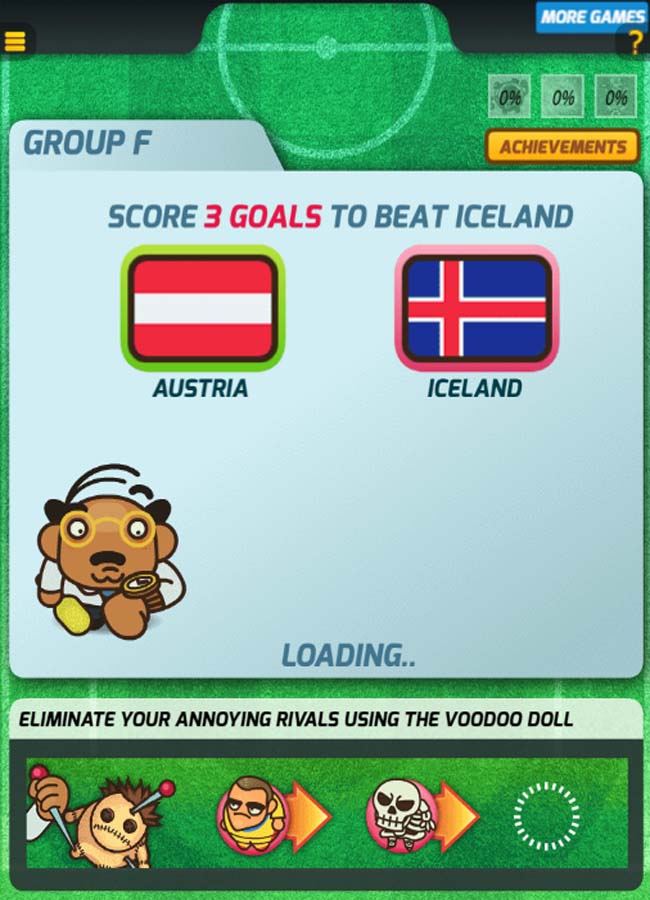 MORE GAMES
?
0% 0% 0%
ACHIEVEMENTS
GROUP F
SCORE 3 GOALS TO BEAT ICELAND
AUSTRIA ICELAND
LOADING..
ELIMINATE YOUR ANNOYING RIVALS USING THE VOODOO DOLL